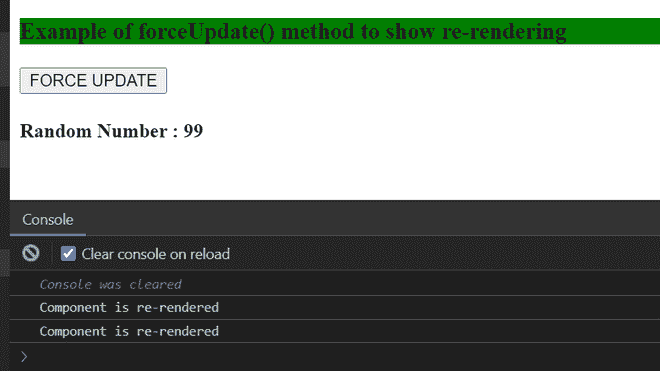 Example of forceUpdate() method to show re-rendering
FORCE UPDATE
Random Number : 99
Console
Clear console on reload
Console was cleared
Component is re-rendered
Component is re-rendered